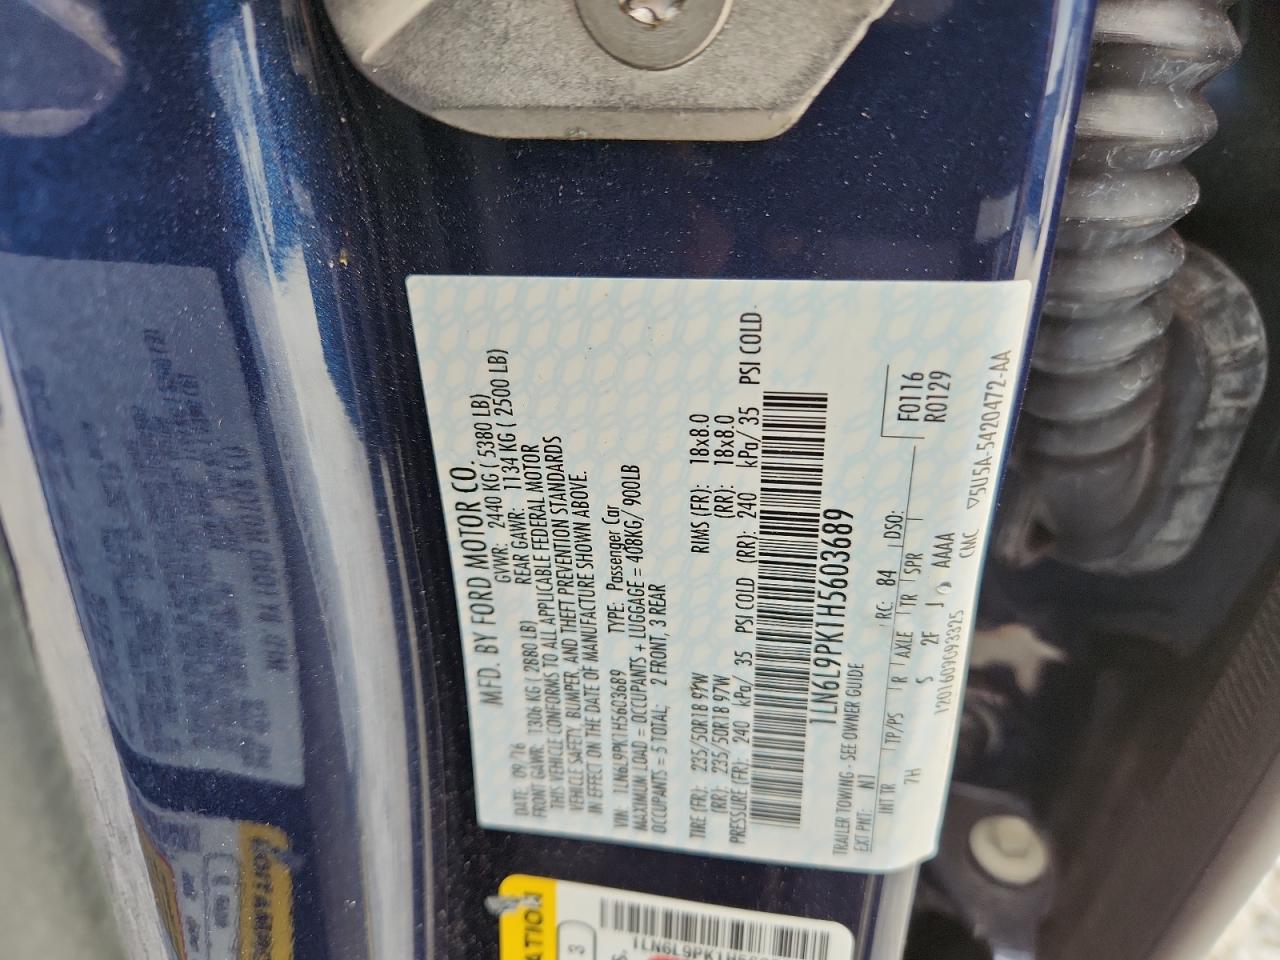 MFD. BY FORD MOTOR CO.
DATE: 09/16 GVWR: 2440 KG ( 5380 LB)
FRONT GAWR: 1306 KG ( 2880 LB) REAR GAWR: 1134 KG ( 2500 LB)
THIS VEHICLE CONFORMS TO ALL APPLICABLE FEDERAL MOTOR
VEHICLE SAFETY, BUMPER, AND THEFT PREVENTION STANDARDS
IN EFFECT ON THE DATE OF MANUFACTURE SHOWN ABOVE.
VIN: 1LN6L9PK1H5603689 TYPE: Passenger Car
MAXIMUM LOAD = OCCUPANTS + LUGGAGE = 408KG/ 900LB
OCCUPANTS = 5 TOTAL; 2 FRONT, 3 REAR
TIRE (FR): 235/50R18 97W RIMS (FR): 18x8.0
(RR): 235/50R18 97W (RR): 18x8.0
PRESSURE (FR): 240 kPa/ 35 PSI COLD (RR): 240 kPa/ 35 PSI COLD
1LN6L9PK1H5603689
TRAILER TOWING - SEE OWNER GUIDE
EXT PNT: N1 RC: 84 DSO: F0116
R0129
INT TR TP/PS R AXLE TR SPR
7H S 2F J AAAA
12016090 CMC ▽5U5A-5420472-AA
ATION
3
1LN6L9PK1H5